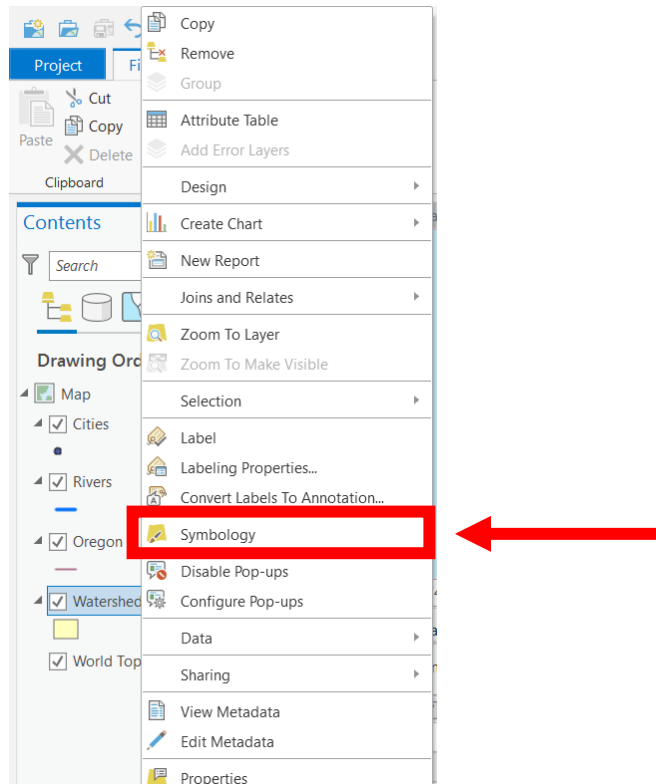 Project
Fi
Cut
Copy
Paste
Delete
Clipboard
Contents
Search
Drawing Ord
Map
Cities
Rivers
Oregon
Watershed
World Top
Copy
Remove
Group
Attribute Table
Add Error Layers
Design
Create Chart
New Report
Joins and Relates
Zoom To Layer
Zoom To Make Visible
Selection
Label
Labeling Properties...
Convert Labels To Annotation...
Symbology
Disable Pop-ups
Configure Pop-ups
Data
Sharing
View Metadata
Edit Metadata
Properties